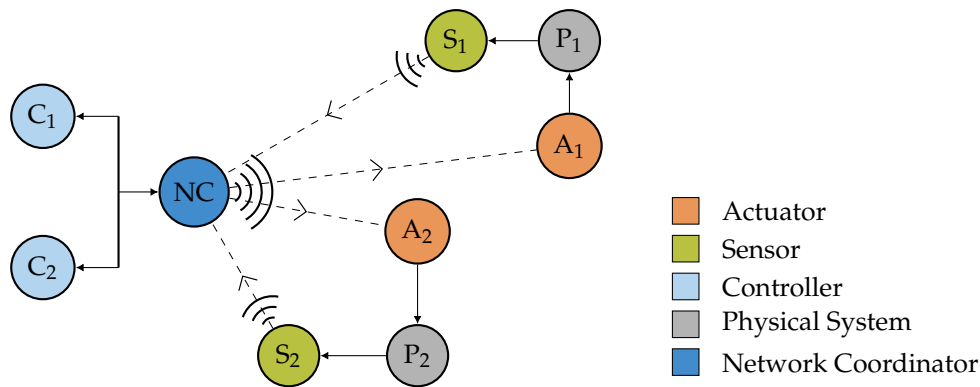 S₁
P₁
C₁
A₁
NC
A₂
C₂
S₂
P₂
Actuator
Sensor
Controller
Physical System
Network Coordinator